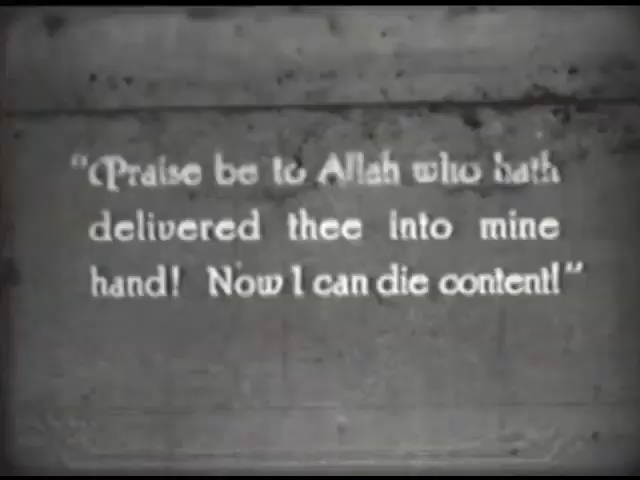 "Praise be to Allah who hath
delivered thee into mine
hand! Now I can die content!"